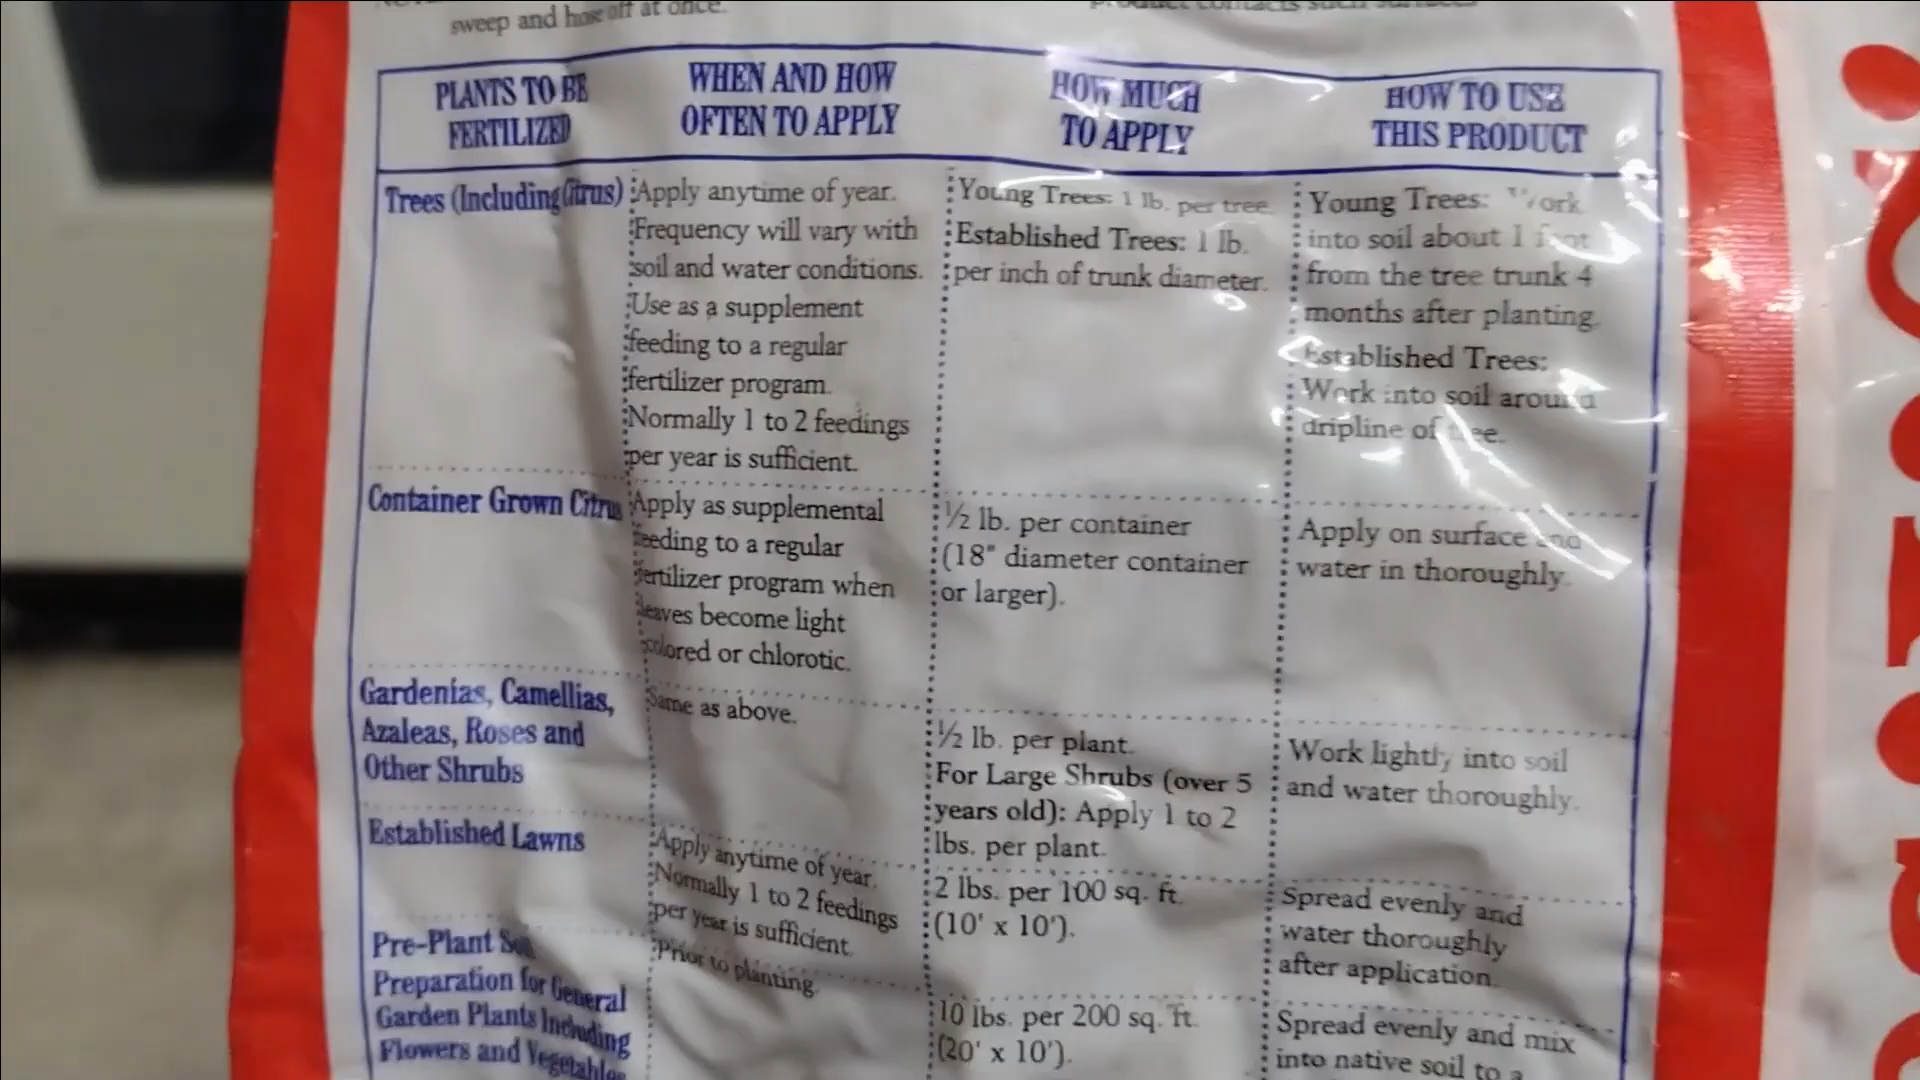 sweep and hose off at once.
product contacts such surfaces
PLANTS TO BE
FERTILIZED
WHEN AND HOW
OFTEN TO APPLY
HOW MUCH
TO APPLY
HOW TO USE
THIS PRODUCT
Trees (Including Citrus)
Apply anytime of year.
Frequency will vary with
soil and water conditions.
Use as a supplement
feeding to a regular
fertilizer program.
Normally 1 to 2 feedings
per year is sufficient.
Young Trees: 1 lb. per tree.
Established Trees: 1 lb.
per inch of trunk diameter.
Young Trees: Work
into soil about 1 foot
from the tree trunk 4
months after planting.
Established Trees:
Work into soil around
dripline of tree.
Container Grown Citrus
Apply as supplemental
feeding to a regular
fertilizer program when
leaves become light
colored or chlorotic.
½ lb. per container
(18" diameter container
or larger).
Apply on surface and
water in thoroughly.
Gardenias, Camellias,
Azaleas, Roses and
Other Shrubs
Same as above.
½ lb. per plant.
For Large Shrubs (over 5
years old): Apply 1 to 2
lbs. per plant.
Work lightly into soil
and water thoroughly.
Established Lawns
Apply anytime of year.
Normally 1 to 2 feedings
per year is sufficient.
2 lbs. per 100 sq. ft.
(10' x 10').
Spread evenly and
water thoroughly
after application.
Pre-Plant Soil
Preparation for General
Garden Plants Including
Flowers and Vegetables
Prior to planting.
10 lbs. per 200 sq. ft.
(20' x 10').
Spread evenly and mix
into native soil to a